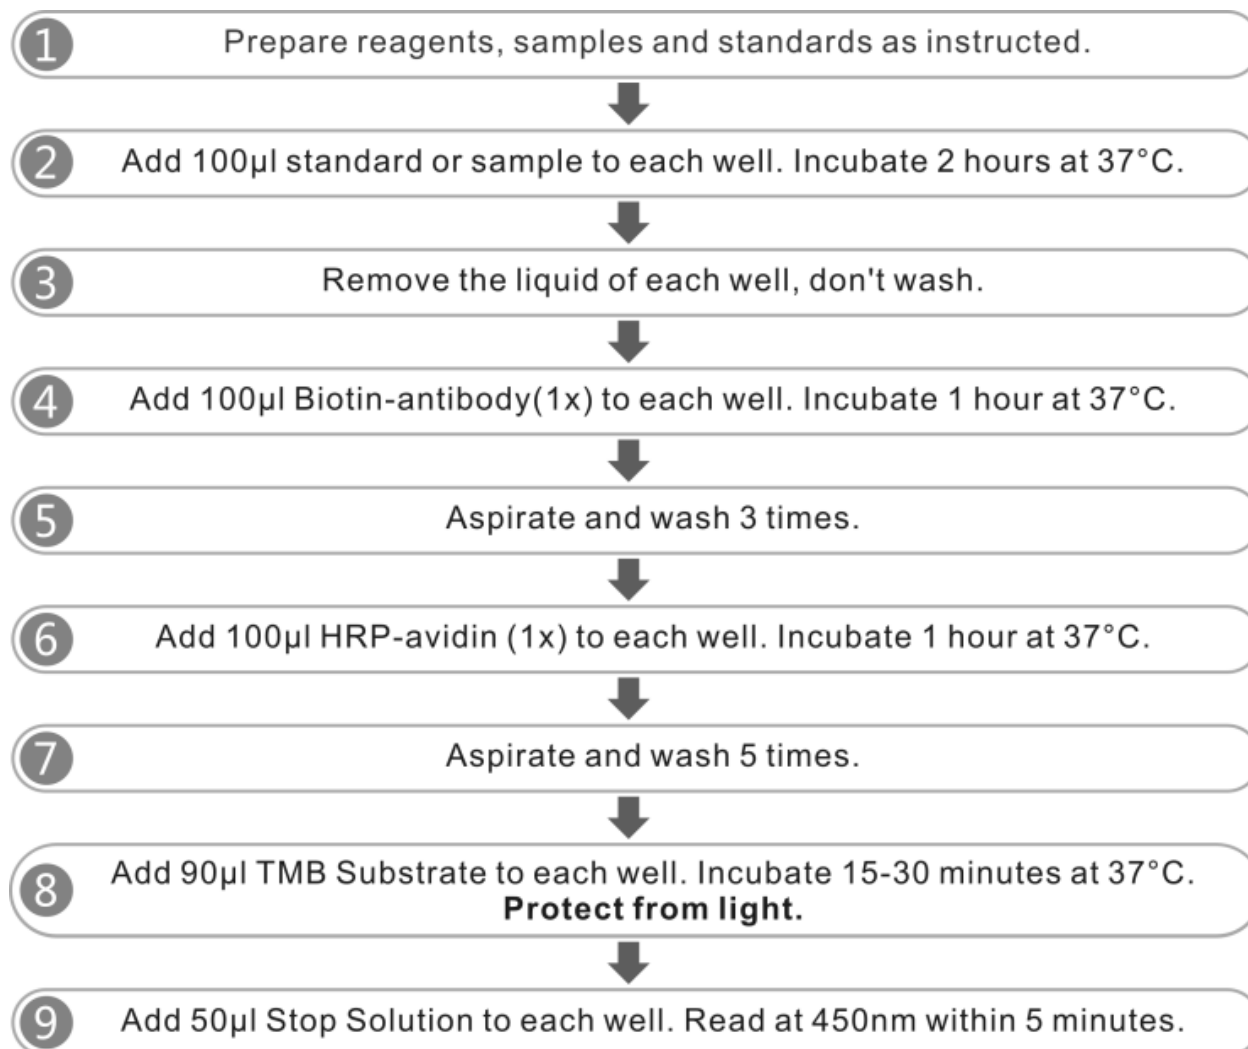 1 Prepare reagents, samples and standards as instructed.
2 Add 100µl standard or sample to each well. Incubate 2 hours at 37°C.
3 Remove the liquid of each well, don't wash.
4 Add 100µl Biotin-antibody(1x) to each well. Incubate 1 hour at 37°C.
5 Aspirate and wash 3 times.
6 Add 100µl HRP-avidin (1x) to each well. Incubate 1 hour at 37°C.
7 Aspirate and wash 5 times.
8 Add 90µl TMB Substrate to each well. Incubate 15-30 minutes at 37°C.
Protect from light.
9 Add 50µl Stop Solution to each well. Read at 450nm within 5 minutes.